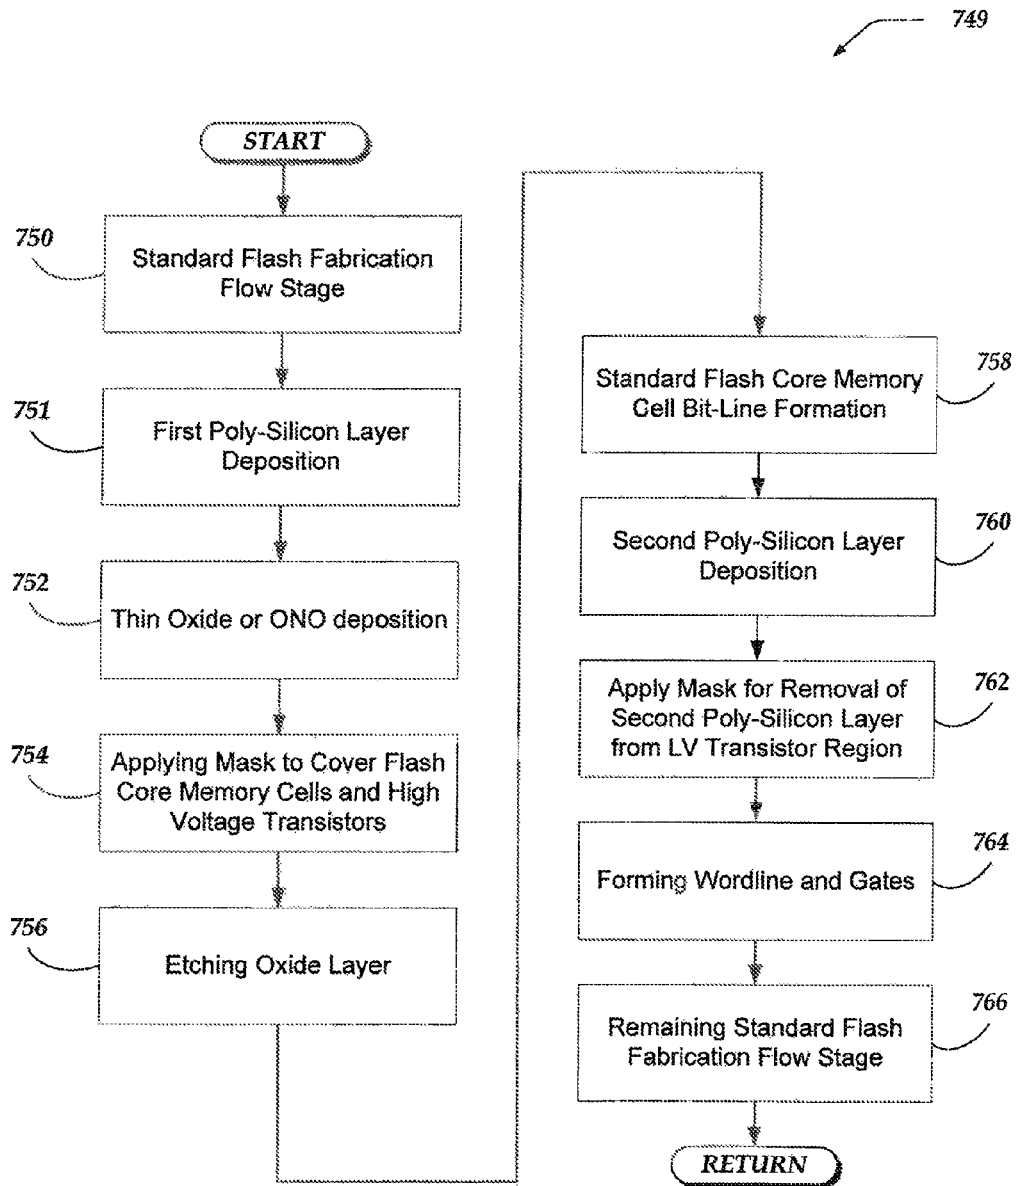 749
START
750
Standard Flash Fabrication
Flow Stage
751
First Poly-Silicon Layer
Deposition
752
Thin Oxide or ONO deposition
754
Applying Mask to Cover Flash
Core Memory Cells and High
Voltage Transistors
756
Etching Oxide Layer
758
Standard Flash Core Memory
Cell Bit-Line Formation
760
Second Poly-Silicon Layer
Deposition
762
Apply Mask for Removal of
Second Poly-Silicon Layer
from LV Transistor Region
764
Forming Wordline and Gates
766
Remaining Standard Flash
Fabrication Flow Stage
RETURN